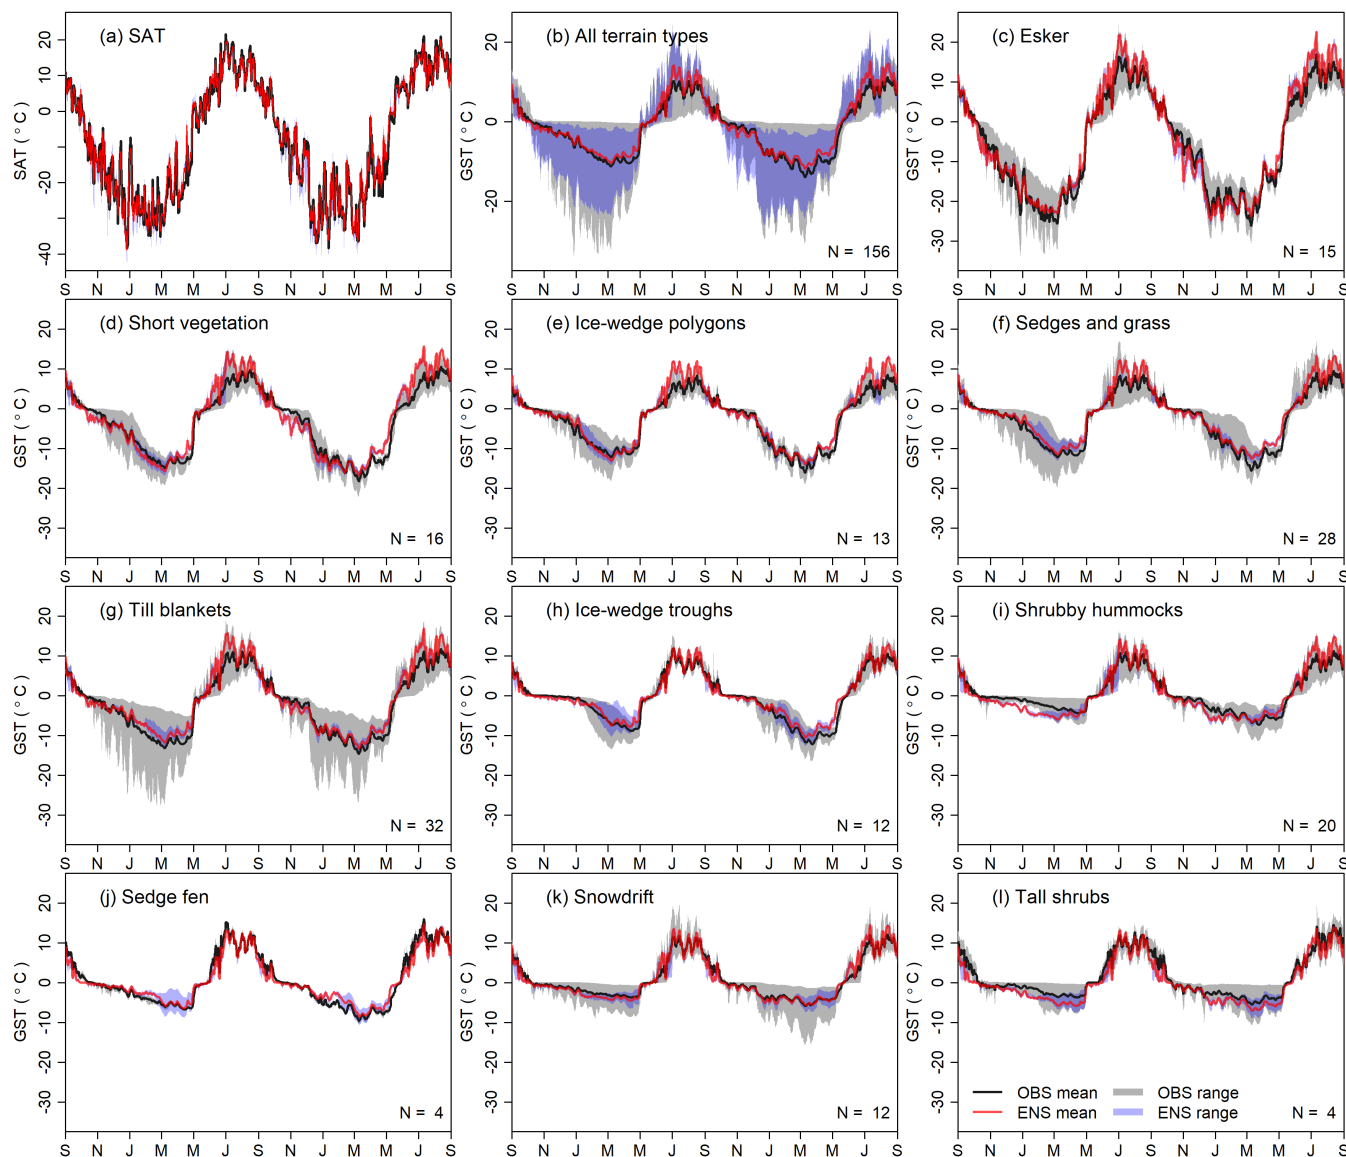 (a) SAT
SAT ( ° C )
20
10
0
-20
-40
S N J M M J S N J M M J S
(b) All terrain types
GST ( ° C )
20
0
-20
N = 156
S N J M M J S N J M M J S
(c) Esker
GST ( ° C )
20
10
0
-10
-20
-30
N = 15
S N J M M J S N J M M J S
(d) Short vegetation
GST ( ° C )
20
10
0
-10
-20
-30
N = 16
S N J M M J S N J M M J S
(e) Ice-wedge polygons
GST ( ° C )
20
10
0
-10
-20
-30
N = 13
S N J M M J S N J M M J S
(f) Sedges and grass
GST ( ° C )
20
10
0
-10
-20
-30
N = 28
S N J M M J S N J M M J S
(g) Till blankets
GST ( ° C )
20
10
0
-10
-20
-30
N = 32
S N J M M J S N J M M J S
(h) Ice-wedge troughs
GST ( ° C )
20
10
0
-10
-20
-30
N = 12
S N J M M J S N J M M J S
(i) Shrubby hummocks
GST ( ° C )
20
10
0
-10
-20
-30
N = 20
S N J M M J S N J M M J S
(j) Sedge fen
GST ( ° C )
20
10
0
-10
-20
-30
N = 4
S N J M M J S N J M M J S
(k) Snowdrift
GST ( ° C )
20
10
0
-10
-20
-30
N = 12
S N J M M J S N J M M J S
(l) Tall shrubs
GST ( ° C )
20
10
0
-10
-20
-30
OBS mean OBS range
ENS mean ENS range
N = 4
S N J M M J S N J M M J S